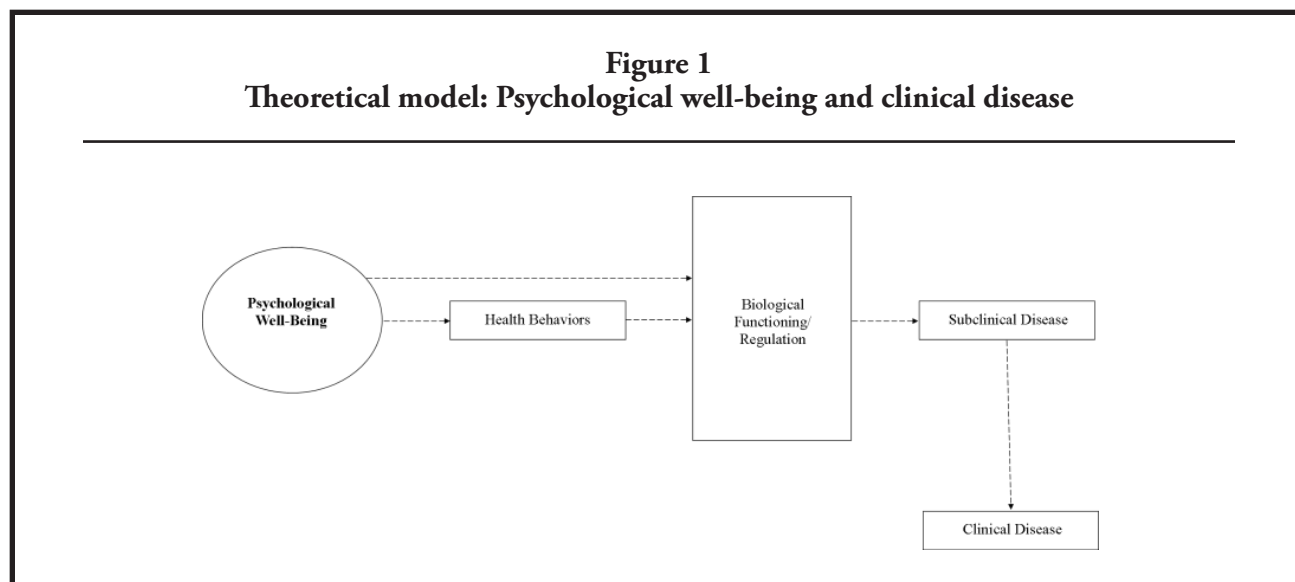 Figure 1
Theoretical model: Psychological well-being and clinical disease
Psychological
Well-Being
Health Behaviors
Biological
Functioning/
Regulation
Subclinical Disease
Clinical Disease